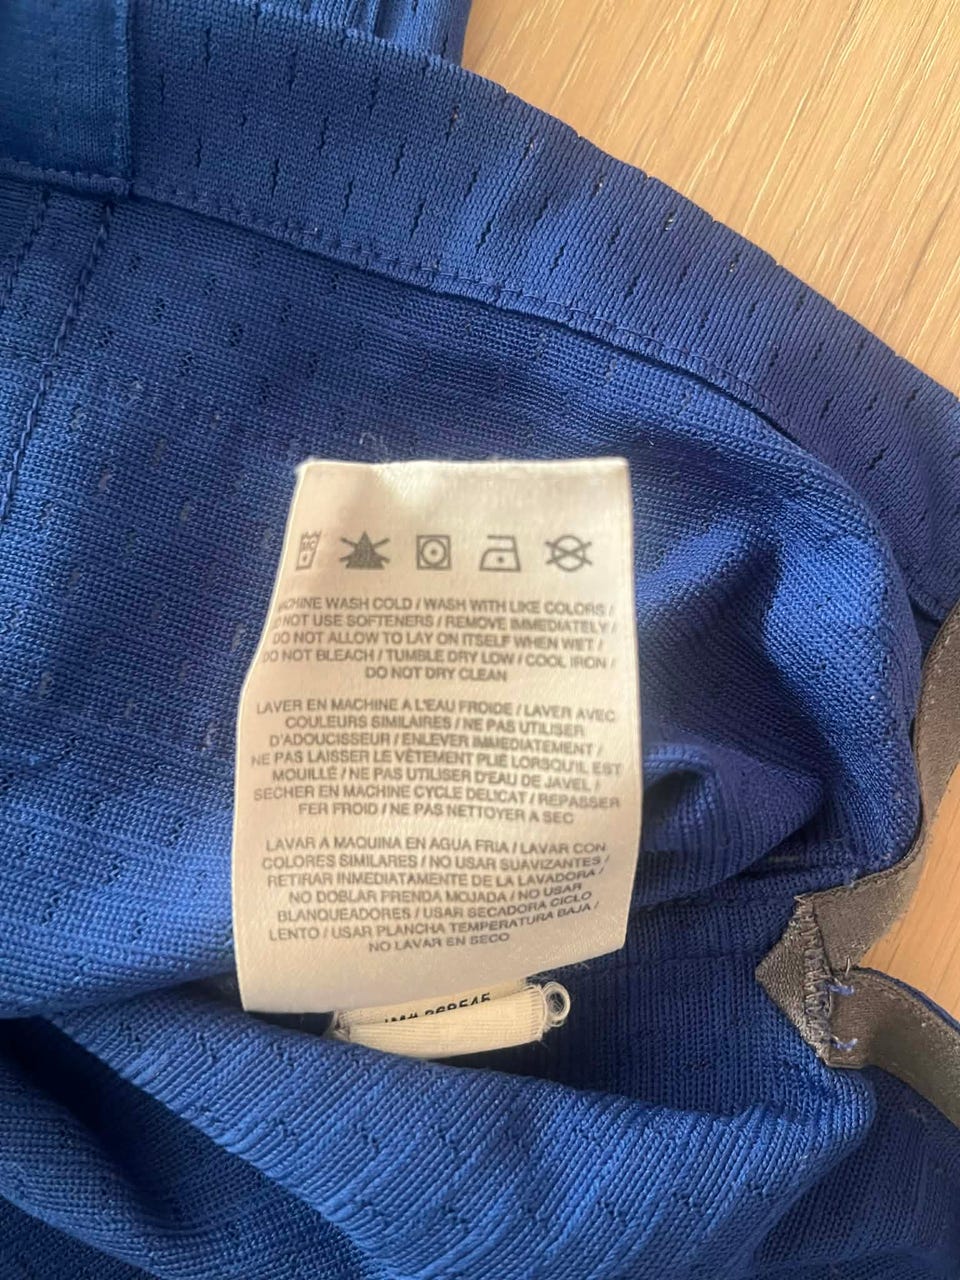 MACHINE WASH COLD / WASH WITH LIKE COLORS /
NOT USE SOFTENERS / REMOVE IMMEDIATELY /
DO NOT ALLOW TO LAY ON ITSELF WHEN WET /
DO NOT BLEACH / TUMBLE DRY LOW / COOL IRON /
DO NOT DRY CLEAN
LAVER EN MACHINE A L'EAU FROIDE / LAVER AVEC
COULEURS SIMILAIRES / NE PAS UTILISER
D'ADOUCISSEUR / ENLEVER IMMEDIATEMENT /
NE PAS LAISSER LE VÊTEMENT PLIE LORSQU'IL EST
MOUILLÉ / NE PAS UTILISER D'EAU DE JAVEL /
SECHER EN MACHINE CYCLE DELICAT / REPASSER
FER FROID / NE PAS NETTOYER A SEC
LAVAR A MAQUINA EN AGUA FRIA / LAVAR CON
COLORES SIMILARES / NO USAR SUAVIZANTES /
RETIRAR INMEDIATAMENTE DE LA LAVADORA /
NO DOBLAR PRENDA MOJADA / NO USAR
BLANQUEADORES / USAR SECADORA CICLO
LENTO / USAR PLANCHA TEMPERATURA BAJA /
NO LAVAR EN SECO